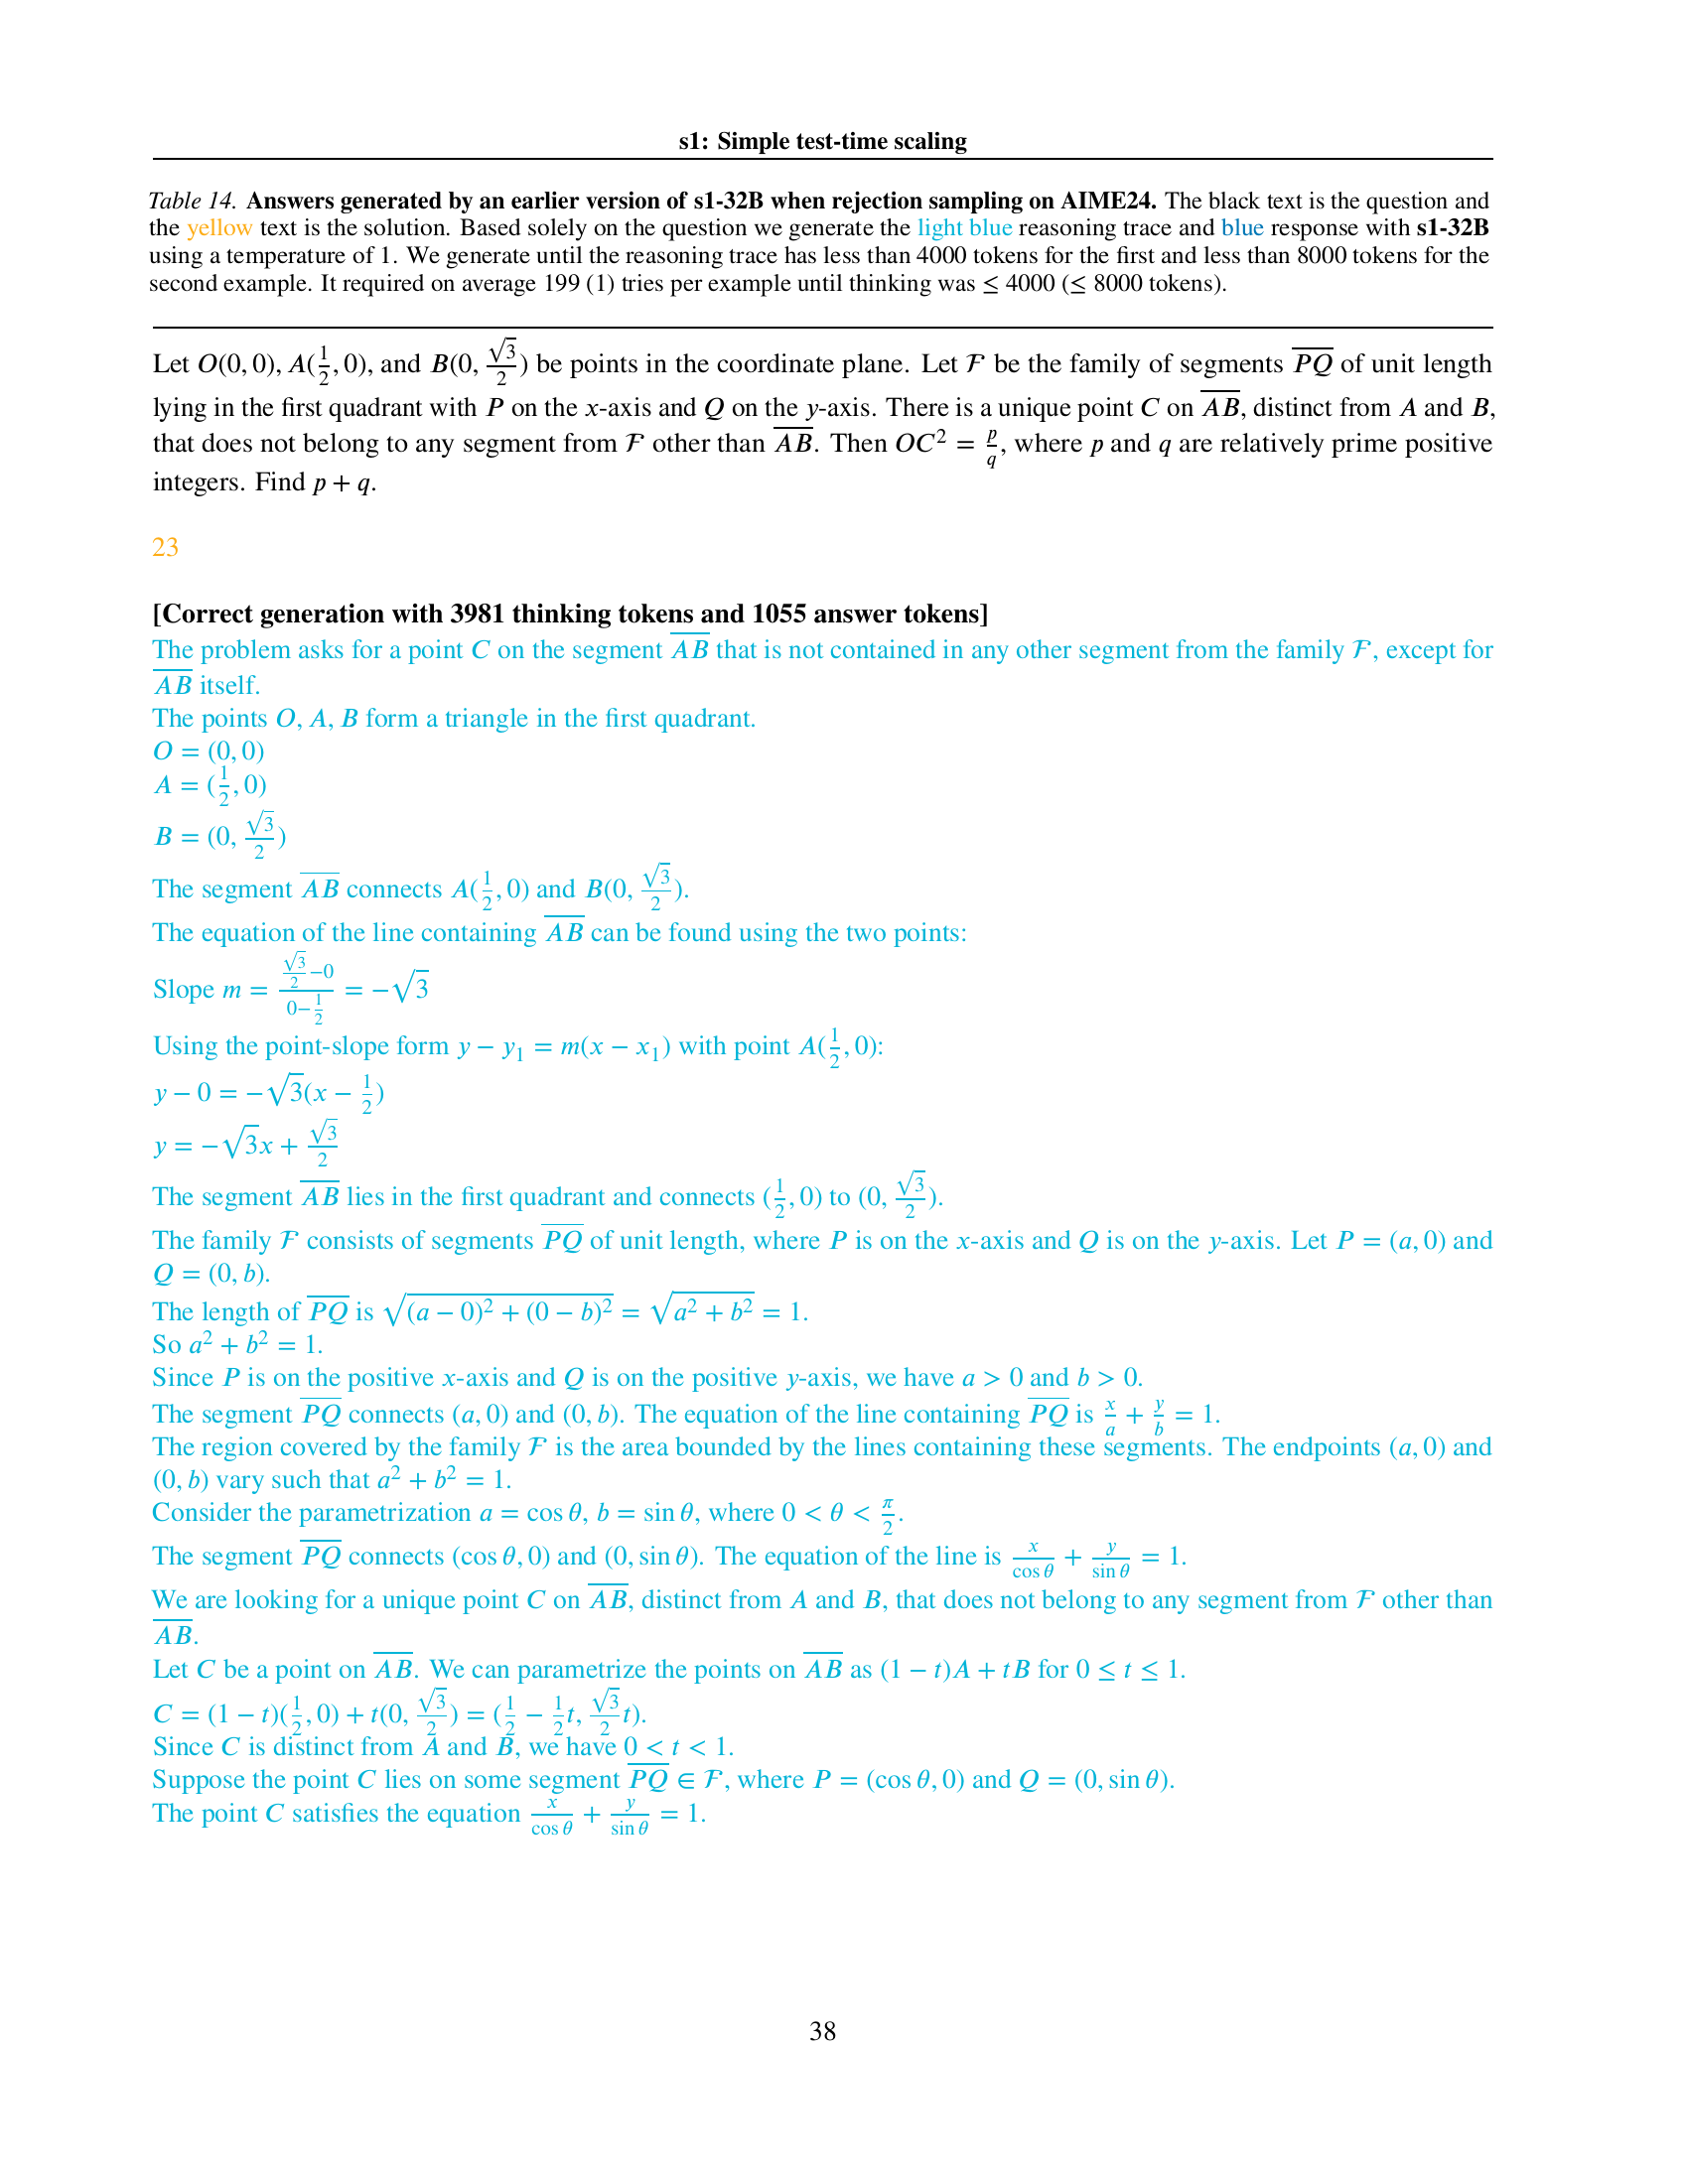 s1: Simple test-time scaling
Table 14. Answers generated by an earlier version of s1-32B when rejection sampling on AIME24. The black text is the question and
the yellow text is the solution. Based solely on the question we generate the light blue reasoning trace and blue response with s1-32B
using a temperature of 1. We generate until the reasoning trace has less than 4000 tokens for the first and less than 8000 tokens for the
second example. It required on average 199 (1) tries per example until thinking was ≤ 4000 (≤ 8000 tokens).
Let $O(0, 0)$, $A(\frac{1}{2}, 0)$, and $B(0, \frac{\sqrt{3}}{2})$ be points in the coordinate plane. Let $\mathcal{F}$ be the family of segments $\overline{PQ}$ of unit length
lying in the first quadrant with $P$ on the $x$-axis and $Q$ on the $y$-axis. There is a unique point $C$ on $\overline{AB}$, distinct from $A$ and $B$,
that does not belong to any segment from $\mathcal{F}$ other than $\overline{AB}$. Then $OC^2 = \frac{p}{q}$, where $p$ and $q$ are relatively prime positive
integers. Find $p + q$.
23
[Correct generation with 3981 thinking tokens and 1055 answer tokens]
The problem asks for a point $C$ on the segment $\overline{AB}$ that is not contained in any other segment from the family $\mathcal{F}$, except for
$\overline{AB}$ itself.
The points $O, A, B$ form a triangle in the first quadrant.
$O = (0, 0)$
$A = (\frac{1}{2}, 0)$
$B = (0, \frac{\sqrt{3}}{2})$
The segment $\overline{AB}$ connects $A(\frac{1}{2}, 0)$ and $B(0, \frac{\sqrt{3}}{2})$.
The equation of the line containing $\overline{AB}$ can be found using the two points:
Slope $m = \frac{\frac{\sqrt{3}}{2}-0}{0-\frac{1}{2}} = -\sqrt{3}$
Using the point-slope form $y - y_1 = m(x - x_1)$ with point $A(\frac{1}{2}, 0)$:
$y - 0 = -\sqrt{3}(x - \frac{1}{2})$
$y = -\sqrt{3}x + \frac{\sqrt{3}}{2}$
The segment $\overline{AB}$ lies in the first quadrant and connects $(\frac{1}{2}, 0)$ to $(0, \frac{\sqrt{3}}{2})$.
The family $\mathcal{F}$ consists of segments $\overline{PQ}$ of unit length, where $P$ is on the $x$-axis and $Q$ is on the $y$-axis. Let $P = (a, 0)$ and
$Q = (0, b)$.
The length of $\overline{PQ}$ is $\sqrt{(a-0)^2 + (0-b)^2} = \sqrt{a^2 + b^2} = 1$.
So $a^2 + b^2 = 1$.
Since $P$ is on the positive $x$-axis and $Q$ is on the positive $y$-axis, we have $a > 0$ and $b > 0$.
The segment $\overline{PQ}$ connects $(a, 0)$ and $(0, b)$. The equation of the line containing $\overline{PQ}$ is $\frac{x}{a} + \frac{y}{b} = 1$.
The region covered by the family $\mathcal{F}$ is the area bounded by the lines containing these segments. The endpoints $(a, 0)$ and
$(0, b)$ vary such that $a^2 + b^2 = 1$.
Consider the parametrization $a = \cos\theta$, $b = \sin\theta$, where $0 < \theta < \frac{\pi}{2}$.
The segment $\overline{PQ}$ connects $(\cos\theta, 0)$ and $(0, \sin\theta)$. The equation of the line is $\frac{x}{\cos\theta} + \frac{y}{\sin\theta} = 1$.
We are looking for a unique point $C$ on $\overline{AB}$, distinct from $A$ and $B$, that does not belong to any segment from $\mathcal{F}$ other than
$\overline{AB}$.
Let $C$ be a point on $\overline{AB}$. We can parametrize the points on $\overline{AB}$ as $(1 - t)A + tB$ for $0 \leq t \leq 1$.
$C = (1 - t)(\frac{1}{2}, 0) + t(0, \frac{\sqrt{3}}{2}) = (\frac{1}{2} - \frac{1}{2}t, \frac{\sqrt{3}}{2}t)$.
Since $C$ is distinct from $A$ and $B$, we have $0 < t < 1$.
Suppose the point $C$ lies on some segment $\overline{PQ} \in \mathcal{F}$, where $P = (\cos\theta, 0)$ and $Q = (0, \sin\theta)$.
The point $C$ satisfies the equation $\frac{x}{\cos\theta} + \frac{y}{\sin\theta} = 1$.
38